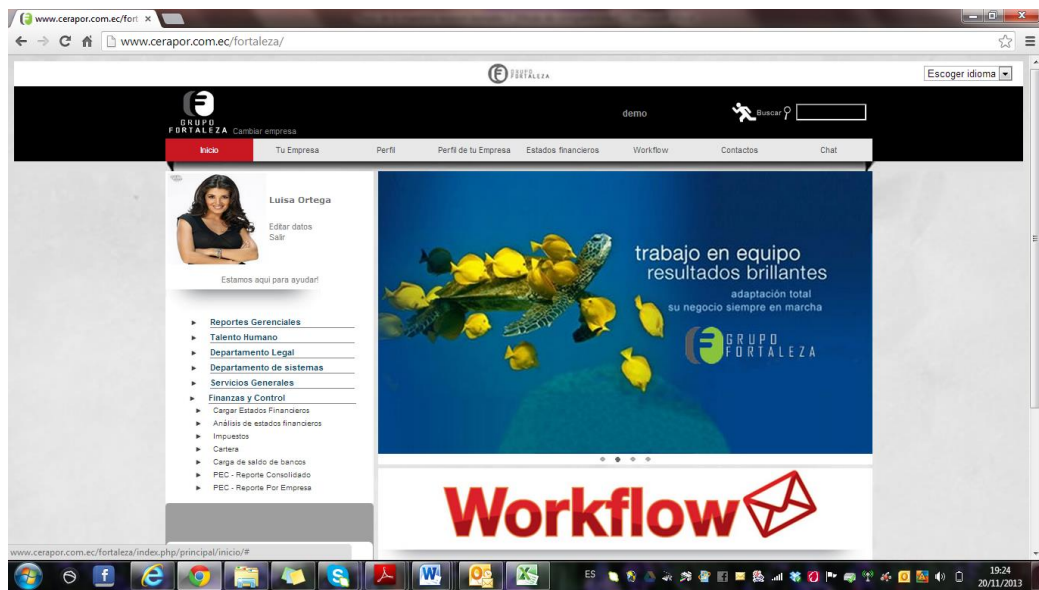 www.cerapor.com.ec/fort
www.cerapor.com.ec/fortaleza/
GRUPO
FORTALEZA
Escoger idioma
GRUPO
FORTALEZA Cambiar empresa
demo
Buscar
Inicio Tu Empresa Perfil Perfil de tu Empresa Estados financieros Workflow Contactos Chat
Luisa Ortega
Editar datos
Salir
Estamos aqui para ayudar!
Reportes Gerenciales
Talento Humano
Departamento Legal
Departamento de sistemas
Servicios Generales
Finanzas y Control
Cargar Estados Financieros
Análisis de estados financieros
Impuestos
Cartera
Carga de saldo de bancos
PEC - Reporte Consolidado
PEC - Reporte Por Empresa
trabajo en equipo
resultados brillantes
adaptación total
su negocio siempre en marcha
GRUPO
FORTALEZA
Workflow
www.cerapor.com.ec/fortaleza/index.php/principal/inicio/#
ES
19:24
20/11/2013